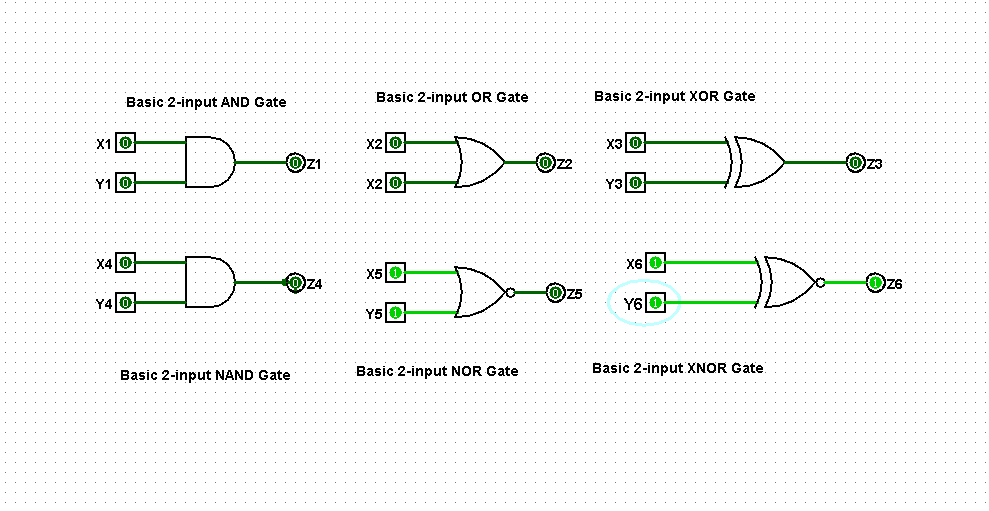 Basic 2-input AND Gate
Basic 2-input OR Gate
Basic 2-input XOR Gate
X1 0
Y1 0
0 Z1
X2 0
X2 0
0 Z2
X3 0
Y3 0
0 Z3
X4 0
Y4 0
0 Z4
X5 1
Y5 1
0 Z5
X6 1
Y6 1
1 Z6
Basic 2-input NAND Gate
Basic 2-input NOR Gate
Basic 2-input XNOR Gate